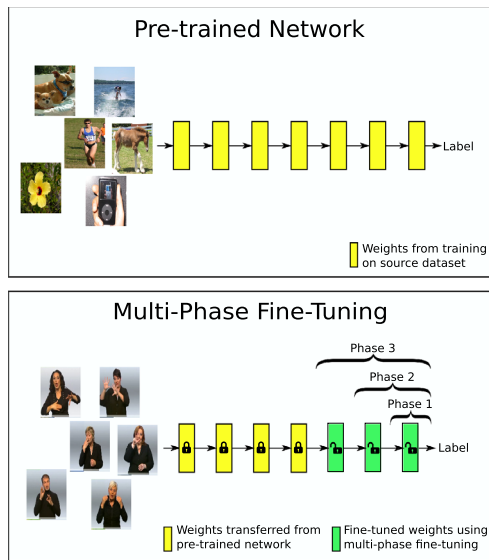 Pre-trained Network
Label
Weights from training
on source dataset
Multi-Phase Fine-Tuning
Phase 3
Phase 2
Phase 1
Label
Weights transferred from
pre-trained network
Fine-tuned weights using
multi-phase fine-tuning